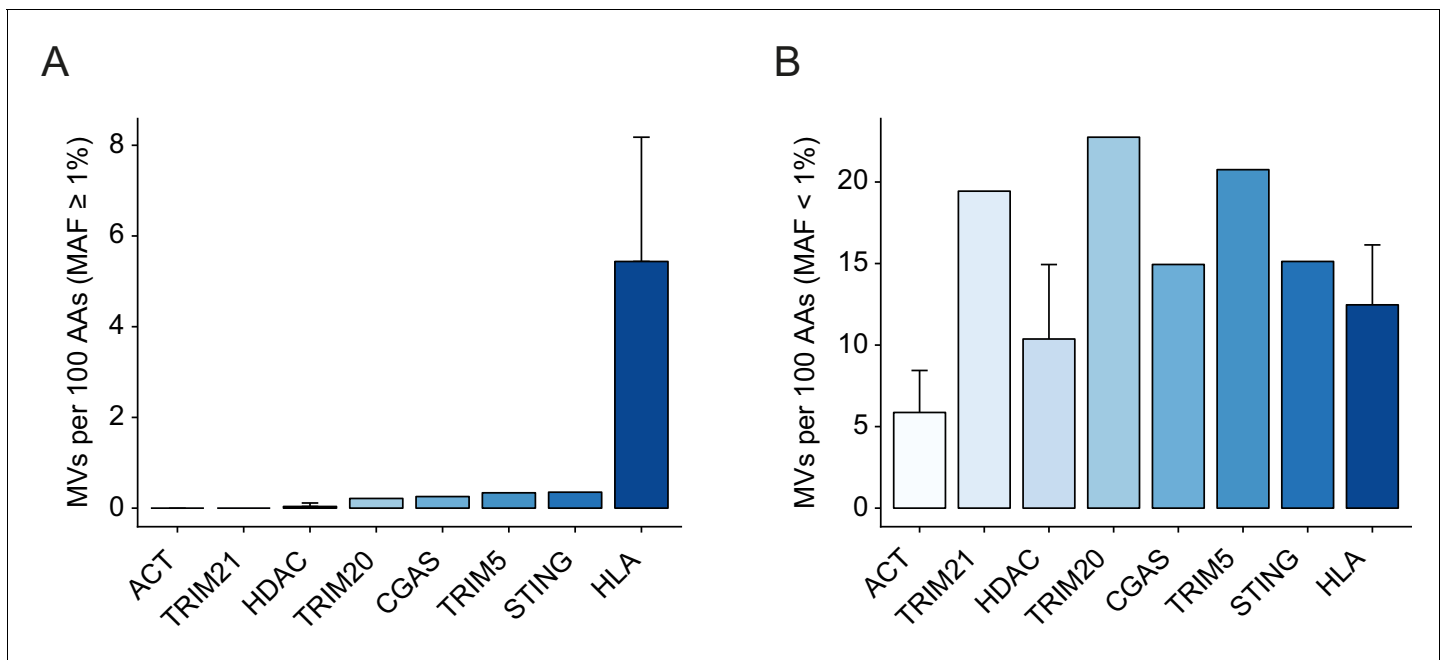 A
MVs per 100 AAs (MAF ≥ 1%)
8
6
4
2
0
ACT
TRIM21
HDAC
TRIM20
CGAS
TRIM5
STING
HLA
B
MVs per 100 AAs (MAF < 1%)
20
15
10
5
0
ACT
TRIM21
HDAC
TRIM20
CGAS
TRIM5
STING
HLA